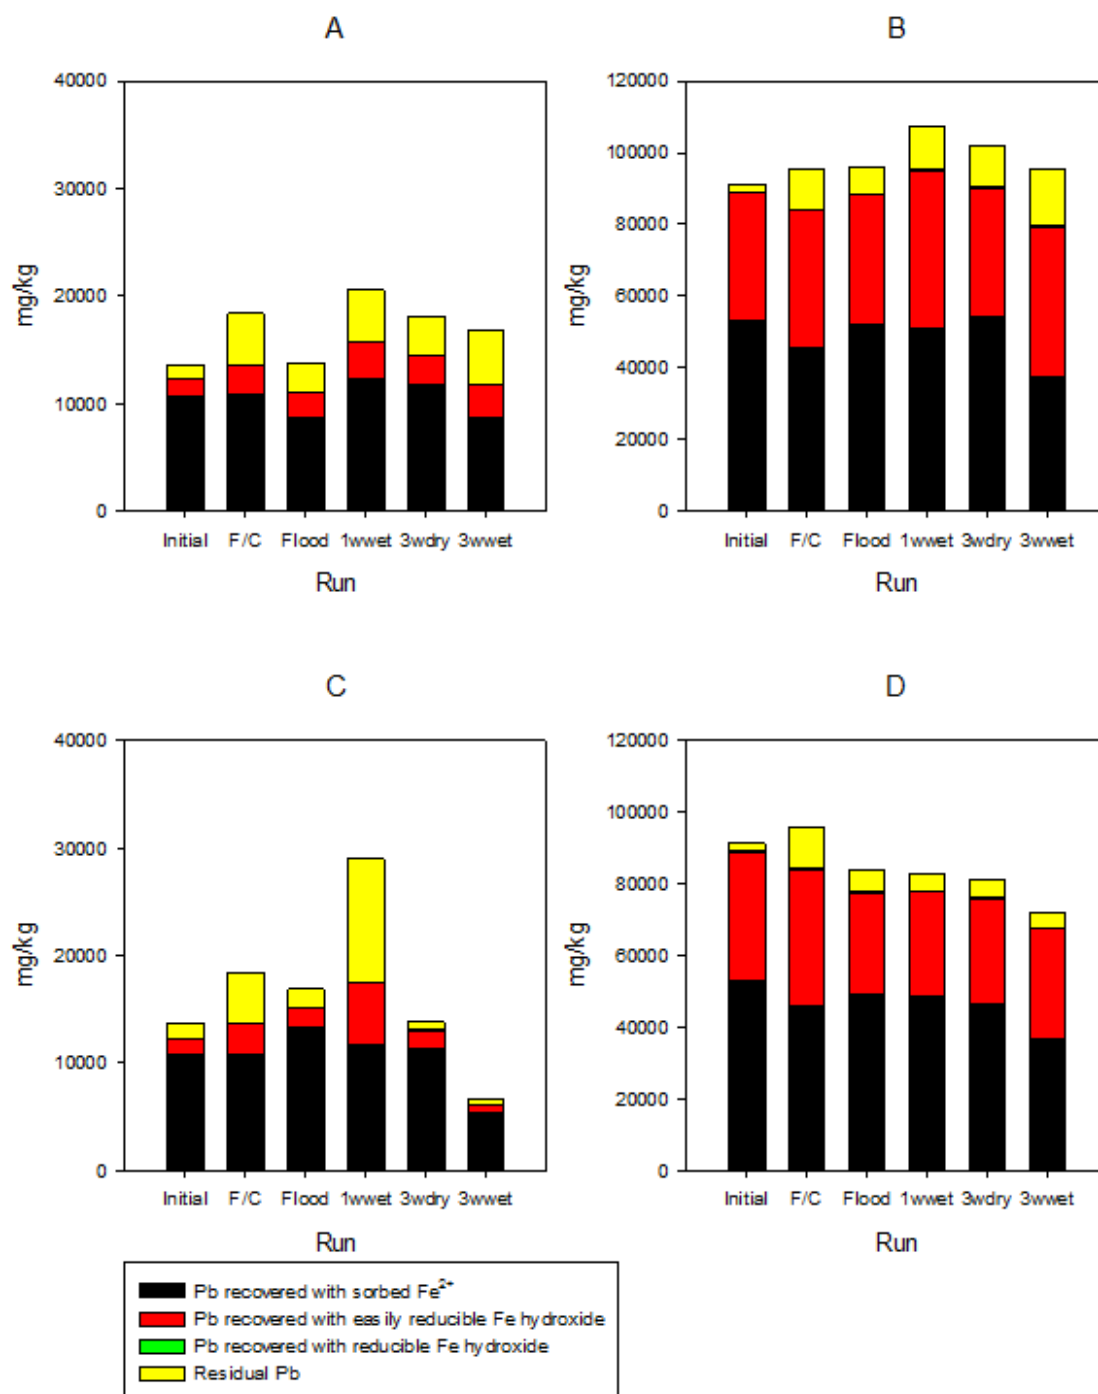 A
B
40000
30000
20000
10000
0
mg/kg
Initial F/C Flood 1wwet 3wdry 3wwet
Run
120000
100000
80000
60000
40000
20000
0
mg/kg
Initial F/C Flood 1wwet 3wdry 3wwet
Run
C
D
40000
30000
20000
10000
0
mg/kg
Initial F/C Flood 1wwet 3wdry 3wwet
Run
120000
100000
80000
60000
40000
20000
0
mg/kg
Initial F/C Flood 1wwet 3wdry 3wwet
Run
Pb recovered with sorbed Fe²⁺
Pb recovered with easily reducible Fe hydroxide
Pb recovered with reducible Fe hydroxide
Residual Pb